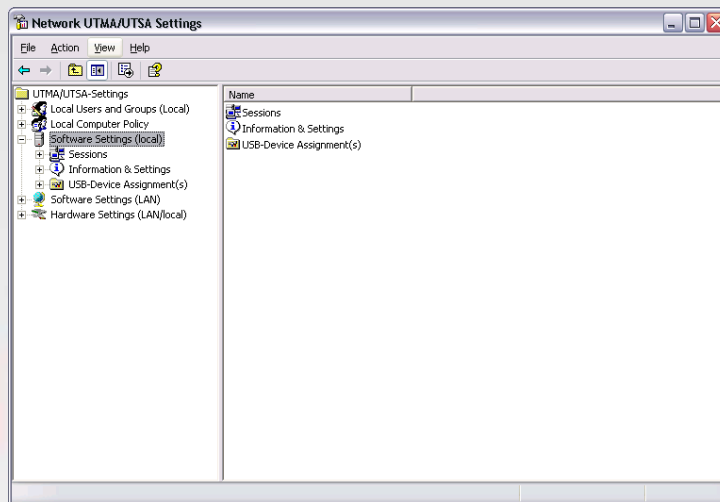 Network UTMA/UTSA Settings
File Action View Help
UTMA/UTSA-Settings
Local Users and Groups (Local)
Local Computer Policy
Software Settings (local)
Sessions
Information & Settings
USB-Device Assignment(s)
Software Settings (LAN)
Hardware Settings (LAN/local)
Name
Sessions
Information & Settings
USB-Device Assignment(s)